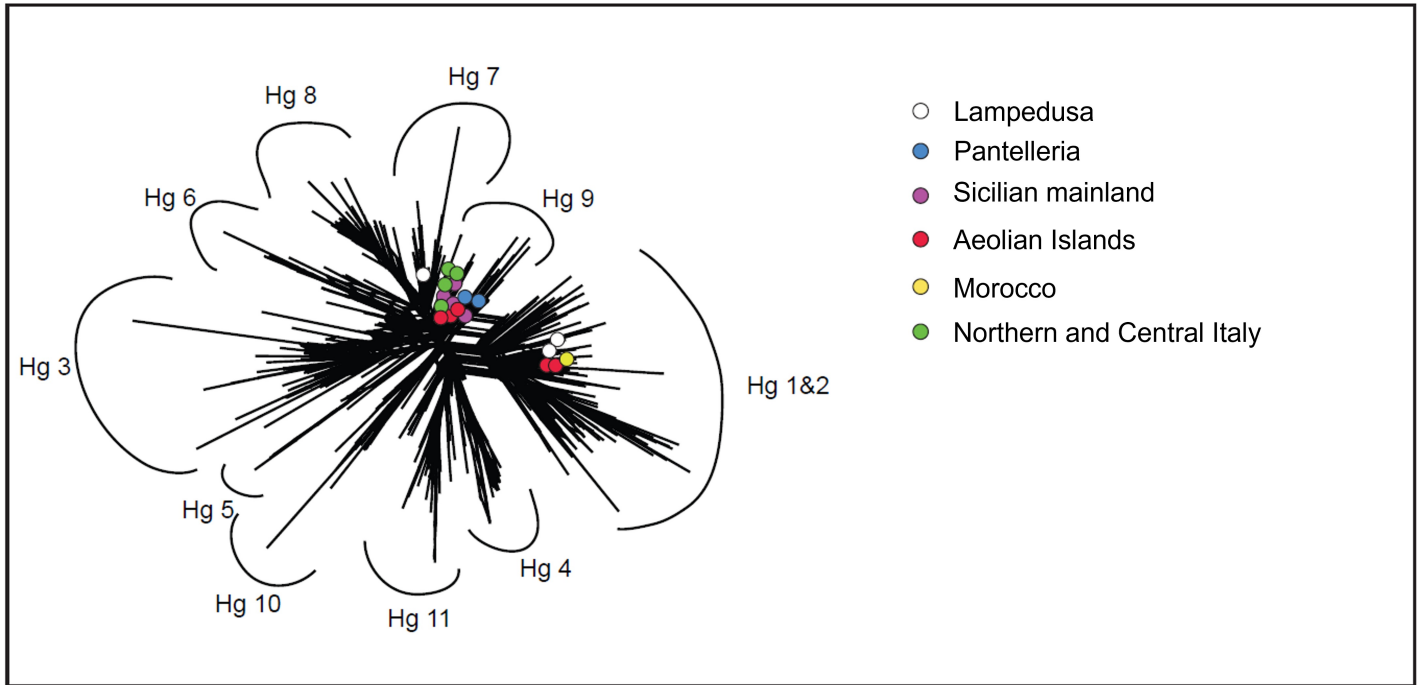 Hg 7
Hg 8
Hg 6
Hg 9
Hg 3
Hg 1&2
Hg 5
Hg 4
Hg 10
Hg 11
Lampedusa
Pantelleria
Sicilian mainland
Aeolian Islands
Morocco
Northern and Central Italy